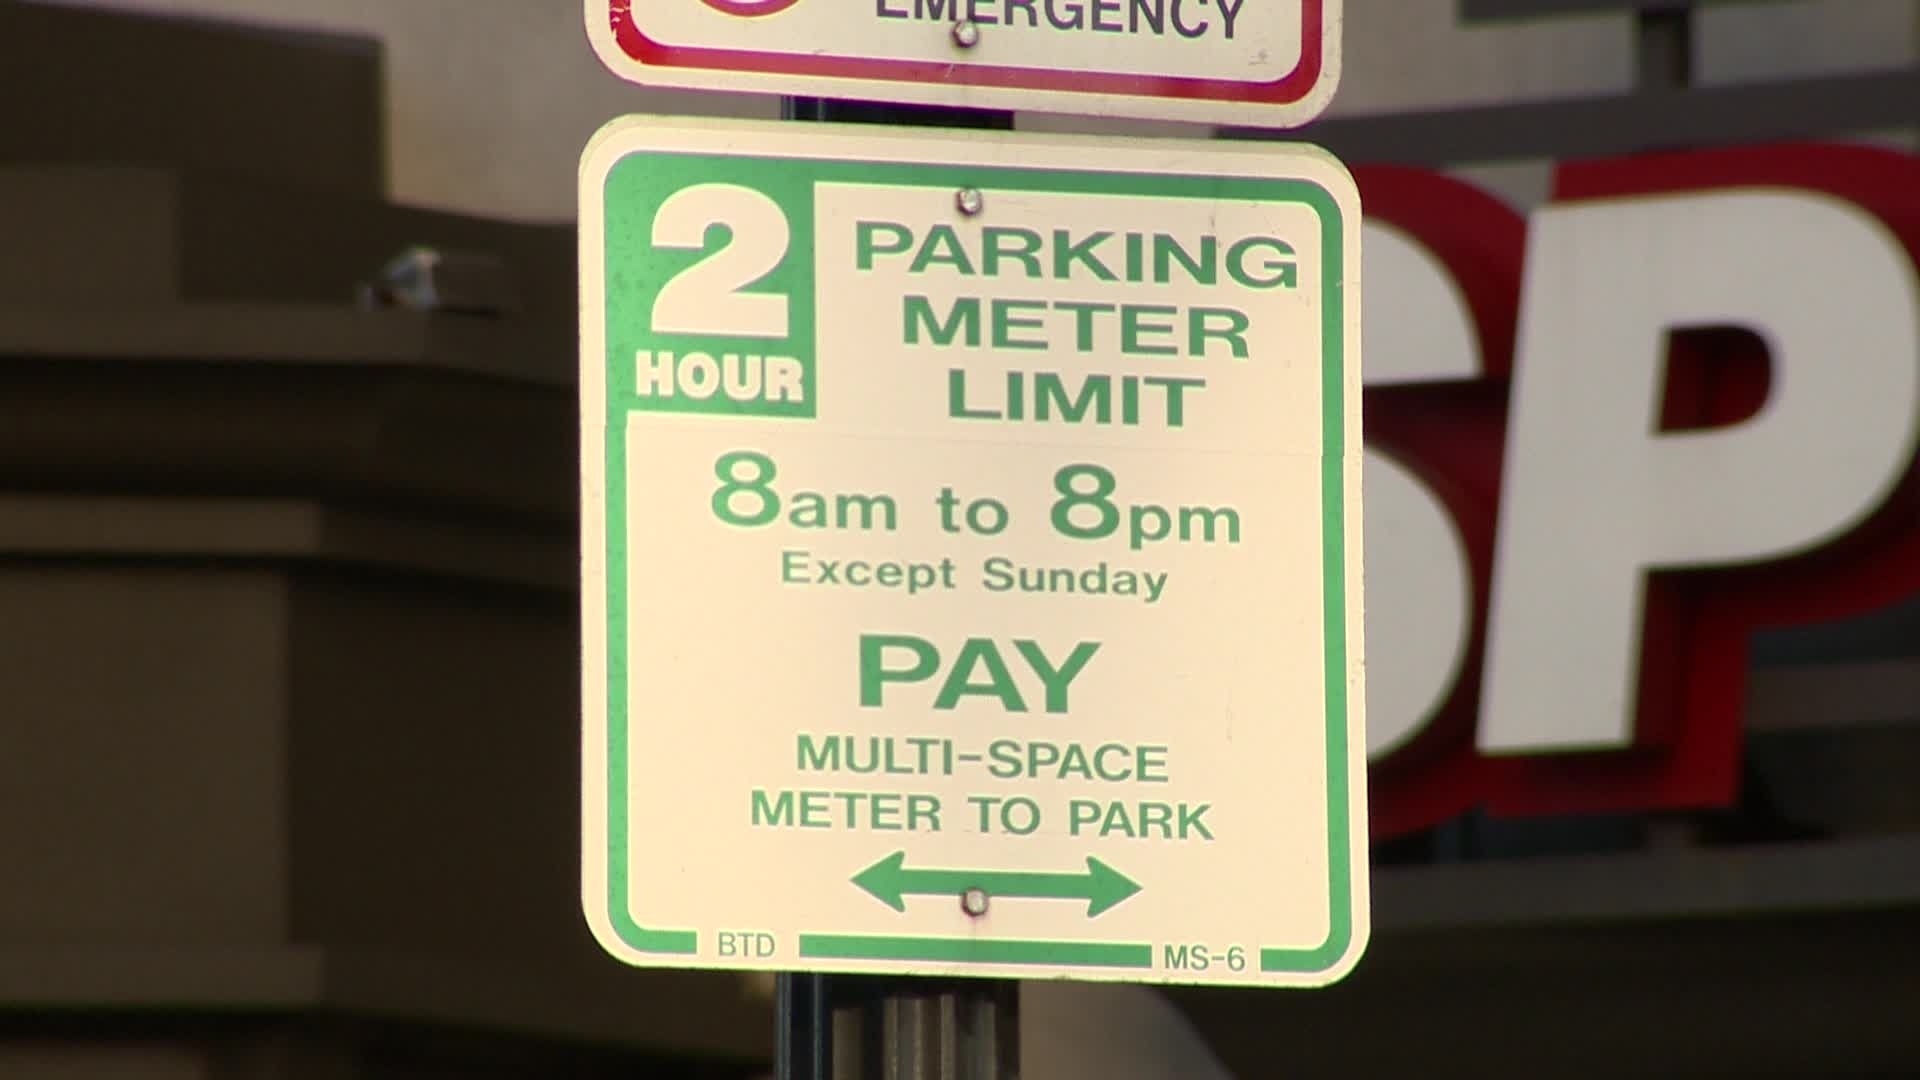 EMERGENCY
2
HOUR
PARKING
METER
LIMIT
8am to 8pm
Except Sunday
PAY
MULTI-SPACE
METER TO PARK
BTD
MS-6
SP